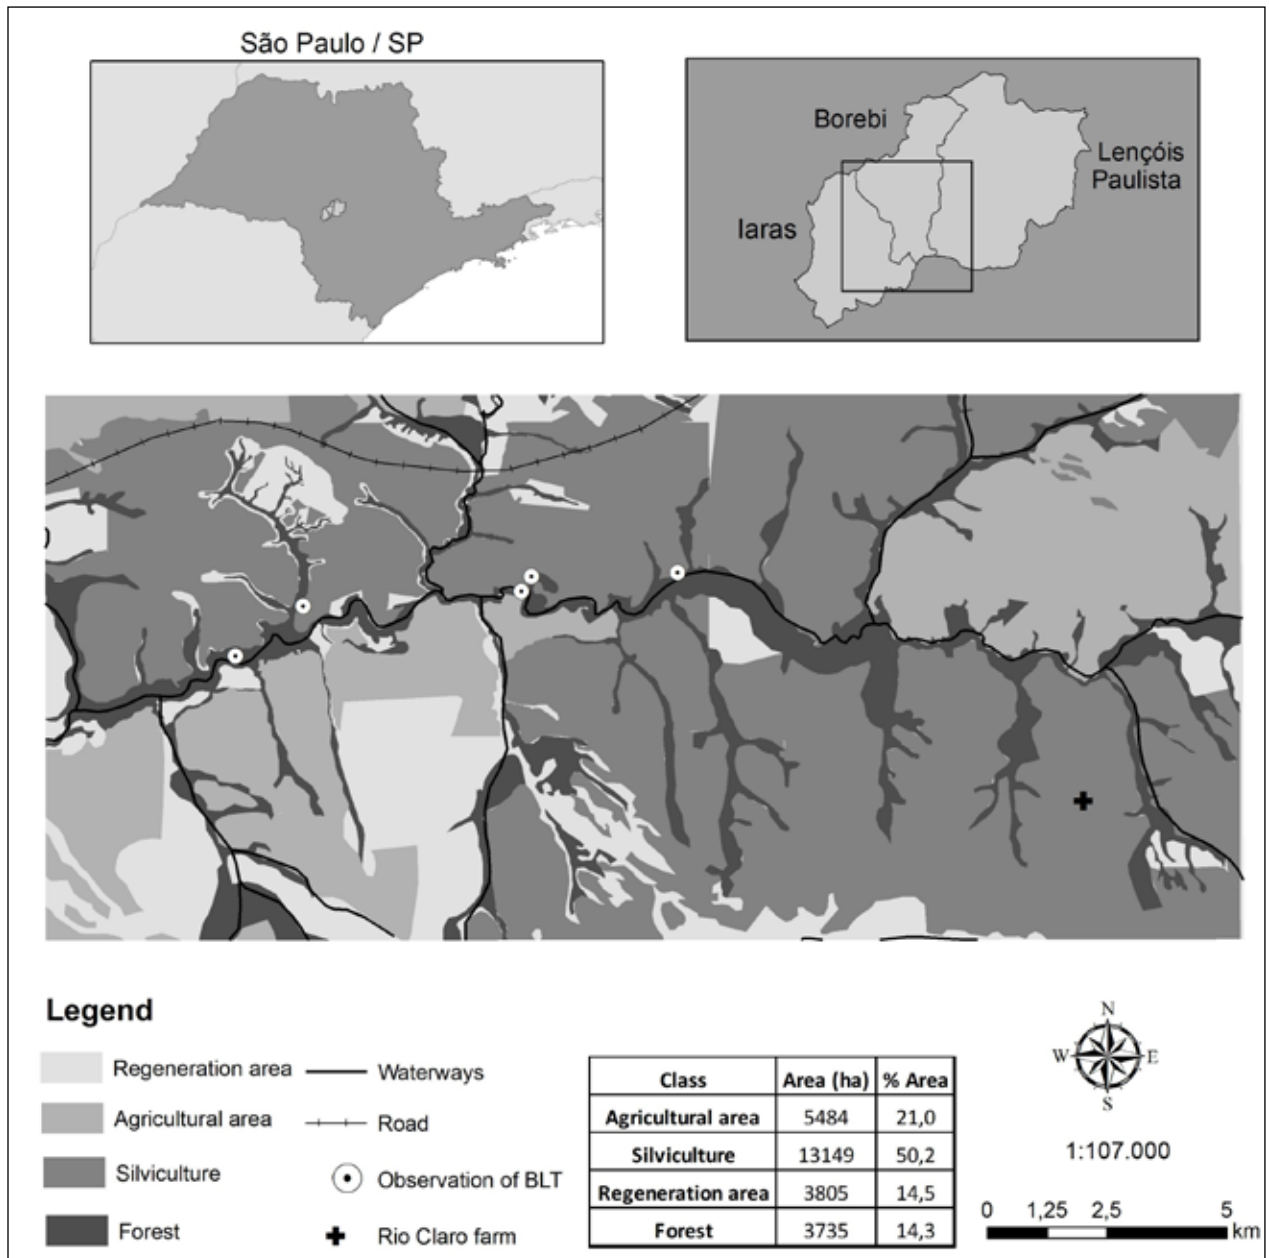 São Paulo / SP
Borebi
Lençóis
Paulista
Iaras
Legend
Regeneration area
Agricultural area
Silviculture
Forest
Waterways
Road
Observation of BLT
Rio Claro farm
Class Area (ha) % Area
Agricultural area 5484 21,0
Silviculture 13149 50,2
Regeneration area 3805 14,5
Forest 3735 14,3
N
W E
S
1:107.000
0 1,25 2,5 5
km